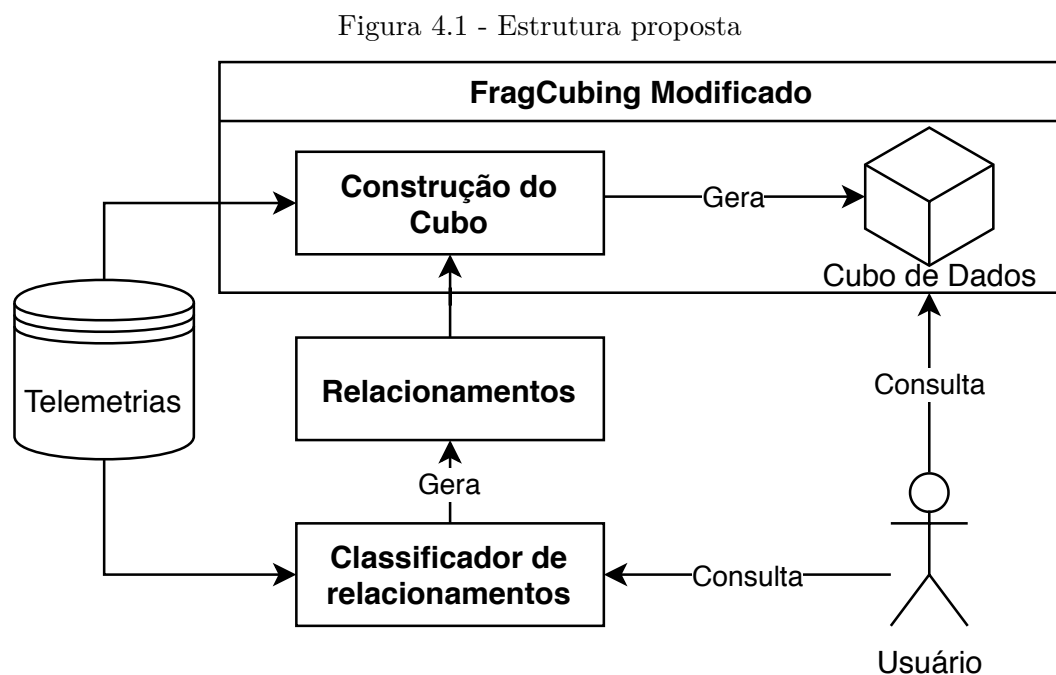 Figura 4.1 - Estrutura proposta
FragCubing Modificado
Construção do
Cubo
Gera
Cubo de Dados
Telemetrias
Relacionamentos
Consulta
Gera
Classificador de
relacionamentos
Consulta
Usuário